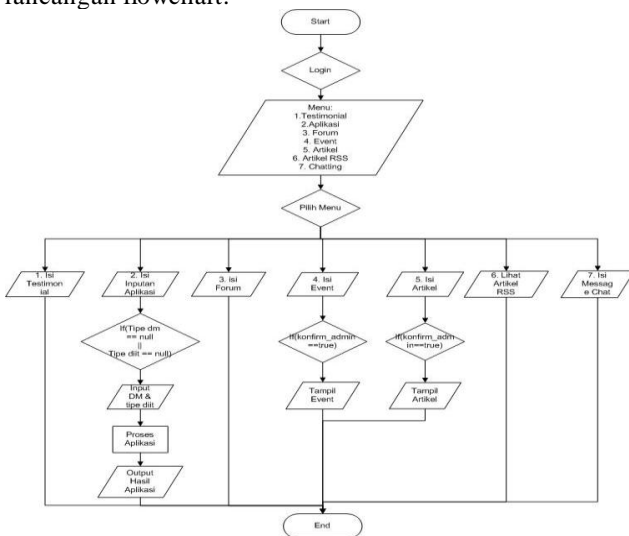 rancangan flowchart:
Start
Login
Menu:
1.Testimonial
2.Aplikasi
3. Forum
4. Event
5. Artikel
6. Artikel RSS
7. Chatting
Pilih Menu
1. Isi
Testimon
ial
2. Isi
Inputan
Aplikasi
3. Isi
Forum
4. Isi
Event
5. Isi
Artikel
6. Lihat
Artikel
RSS
7. Isi
Messag
e Chat
If(Tipe dm
== null
||
Tipe diit == null)
If(konfirm_admin
==true)
If(konfirm_adm
in==true)
Input
DM &
tipe diit
Tampil
Event
Tampil
Artikel
Proses
Aplikasi
Output
Hasil
Aplikasi
End